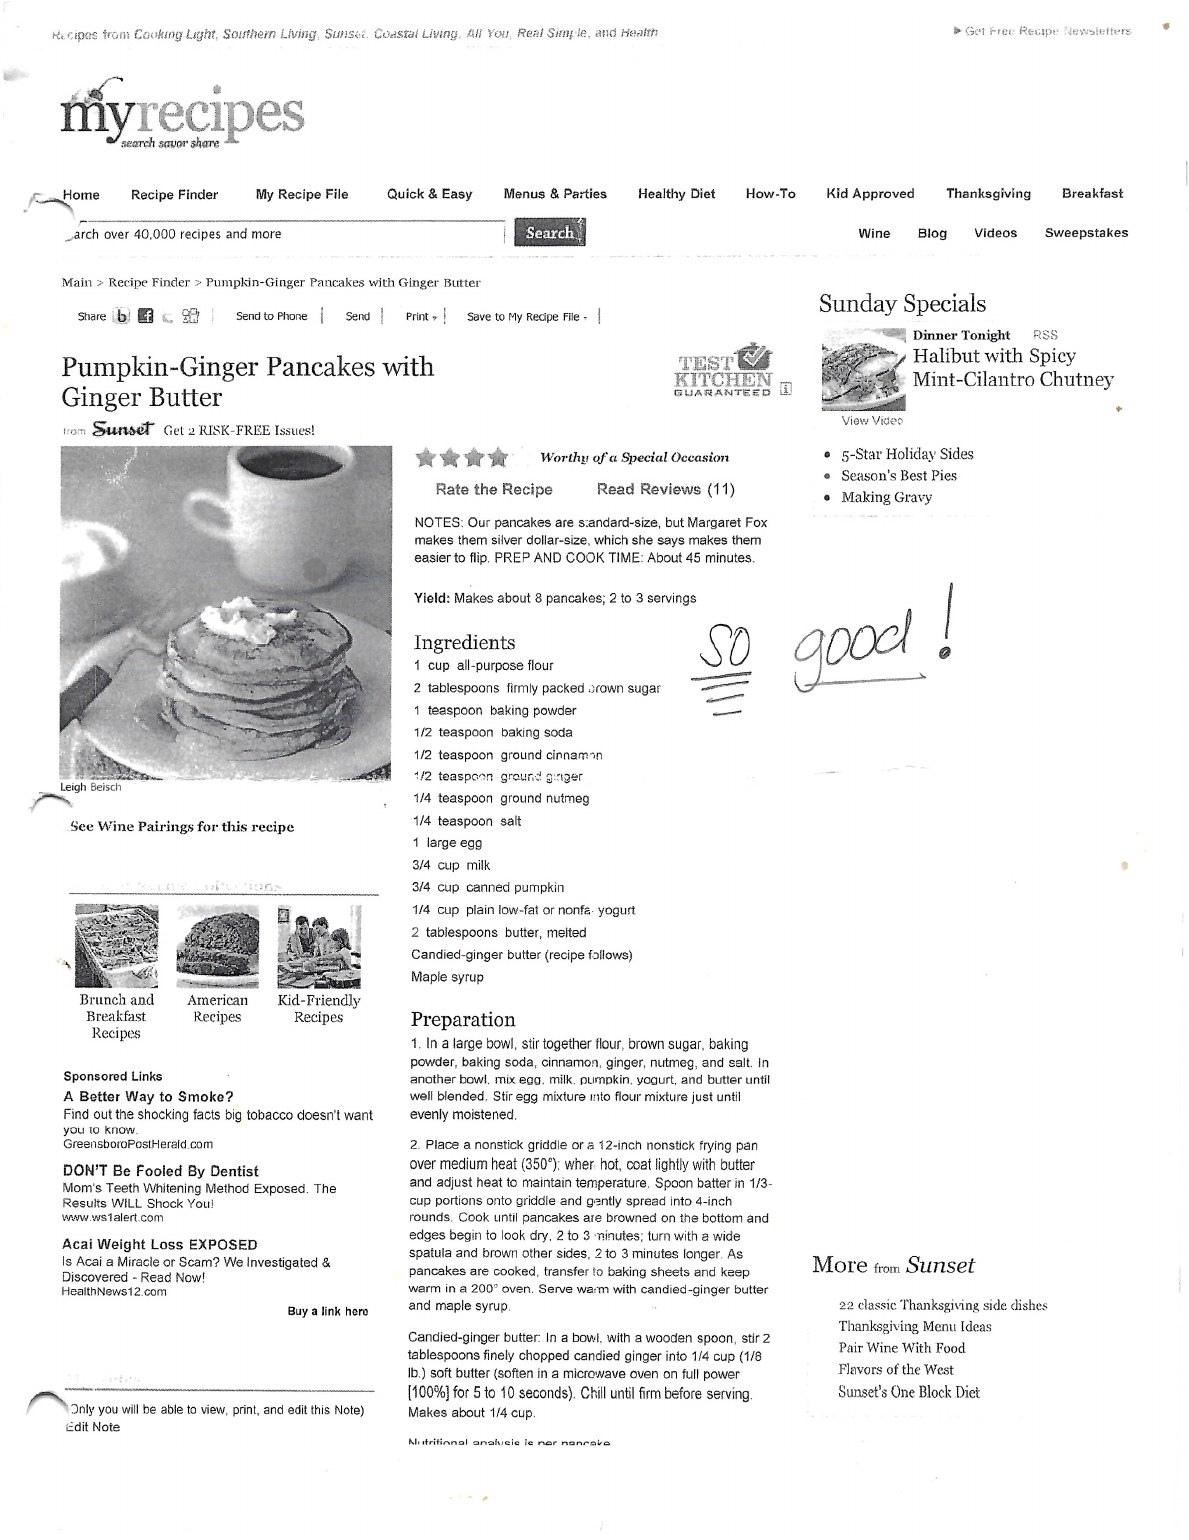 Recipes from Cooking Light, Southern Living, Sunset, Coastal Living, All You, Real Simple, and Health
Get Free Recipe Newsletters
myrecipes
search savor share
Home Recipe Finder My Recipe File Quick & Easy Menus & Parties Healthy Diet How-To Kid Approved Thanksgiving Breakfast
arch over 40,000 recipes and more Search Wine Blog Videos Sweepstakes
Main > Recipe Finder > Pumpkin-Ginger Pancakes with Ginger Butter
Share Send to Phone | Send | Print | Save to My Recipe File |
Pumpkin-Ginger Pancakes with
Ginger Butter
from Sunset Get 2 RISK-FREE Issues!
TEST
KITCHEN
GUARANTEED
Leigh Beisch
See Wine Pairings for this recipe
Brunch and
Breakfast
Recipes
American
Recipes
Kid-Friendly
Recipes
Sponsored Links
A Better Way to Smoke?
Find out the shocking facts big tobacco doesn't want
you to know.
GreensboroPostHerald.com
DON'T Be Fooled By Dentist
Mom's Teeth Whitening Method Exposed. The
Results WILL Shock You!
www.ws1alert.com
Acai Weight Loss EXPOSED
Is Acai a Miracle or Scam? We Investigated &
Discovered - Read Now!
HealthNews12.com
Buy a link here
Only you will be able to view, print, and edit this Note)
Edit Note
Worthy of a Special Occasion
Rate the Recipe Read Reviews (11)
NOTES: Our pancakes are standard-size, but Margaret Fox
makes them silver dollar-size, which she says makes them
easier to flip. PREP AND COOK TIME: About 45 minutes.
Yield: Makes about 8 pancakes; 2 to 3 servings
Ingredients
1 cup all-purpose flour
2 tablespoons firmly packed brown sugar
1 teaspoon baking powder
1/2 teaspoon baking soda
1/2 teaspoon ground cinnamon
1/2 teaspoon ground ginger
1/4 teaspoon ground nutmeg
1/4 teaspoon salt
1 large egg
3/4 cup milk
3/4 cup canned pumpkin
1/4 cup plain low-fat or nonfat yogurt
2 tablespoons butter, melted
Candied-ginger butter (recipe follows)
Maple syrup
Preparation
1. In a large bowl, stir together flour, brown sugar, baking
powder, baking soda, cinnamon, ginger, nutmeg, and salt. In
another bowl, mix egg, milk, pumpkin, yogurt, and butter until
well blended. Stir egg mixture into flour mixture just until
evenly moistened.
2. Place a nonstick griddle or a 12-inch nonstick frying pan
over medium heat (350°); when hot, coat lightly with butter
and adjust heat to maintain temperature. Spoon batter in 1/3-
cup portions onto griddle and gently spread into 4-inch
rounds. Cook until pancakes are browned on the bottom and
edges begin to look dry, 2 to 3 minutes; turn with a wide
spatula and brown other sides, 2 to 3 minutes longer. As
pancakes are cooked, transfer to baking sheets and keep
warm in a 200° oven. Serve warm with candied-ginger butter
and maple syrup.
Candied-ginger butter: In a bowl, with a wooden spoon, stir 2
tablespoons finely chopped candied ginger into 1/4 cup (1/8
lb.) soft butter (soften in a microwave oven on full power
[100%] for 5 to 10 seconds). Chill until firm before serving.
Makes about 1/4 cup.
Nutritional analysis is per pancake
so good!
Sunday Specials
Dinner Tonight RSS
Halibut with Spicy
Mint-Cilantro Chutney
View Video
5-Star Holiday Sides
Season's Best Pies
Making Gravy
More from Sunset
22 classic Thanksgiving side dishes
Thanksgiving Menu Ideas
Pair Wine With Food
Flavors of the West
Sunset's One Block Diet